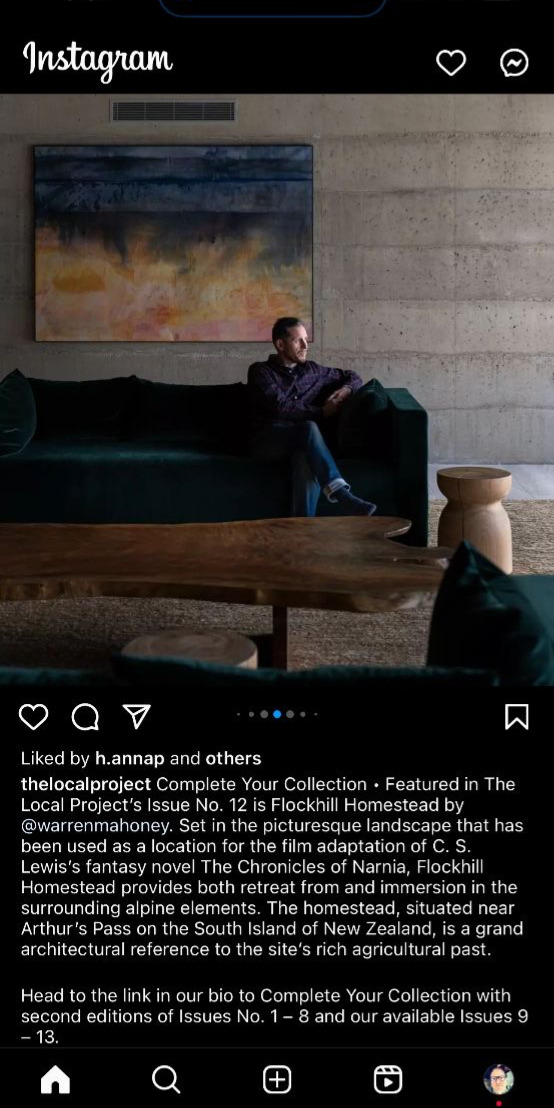 Instagram
Liked by h.annap and others
thelocalproject Complete Your Collection • Featured in The
Local Project's Issue No. 12 is Flockhill Homestead by
@warrenmahoney. Set in the picturesque landscape that has
been used as a location for the film adaptation of C. S.
Lewis's fantasy novel The Chronicles of Narnia, Flockhill
Homestead provides both retreat from and immersion in the
surrounding alpine elements. The homestead, situated near
Arthur's Pass on the South Island of New Zealand, is a grand
architectural reference to the site's rich agricultural past.
Head to the link in our bio to Complete Your Collection with
second editions of Issues No. 1 – 8 and our available Issues 9
– 13.